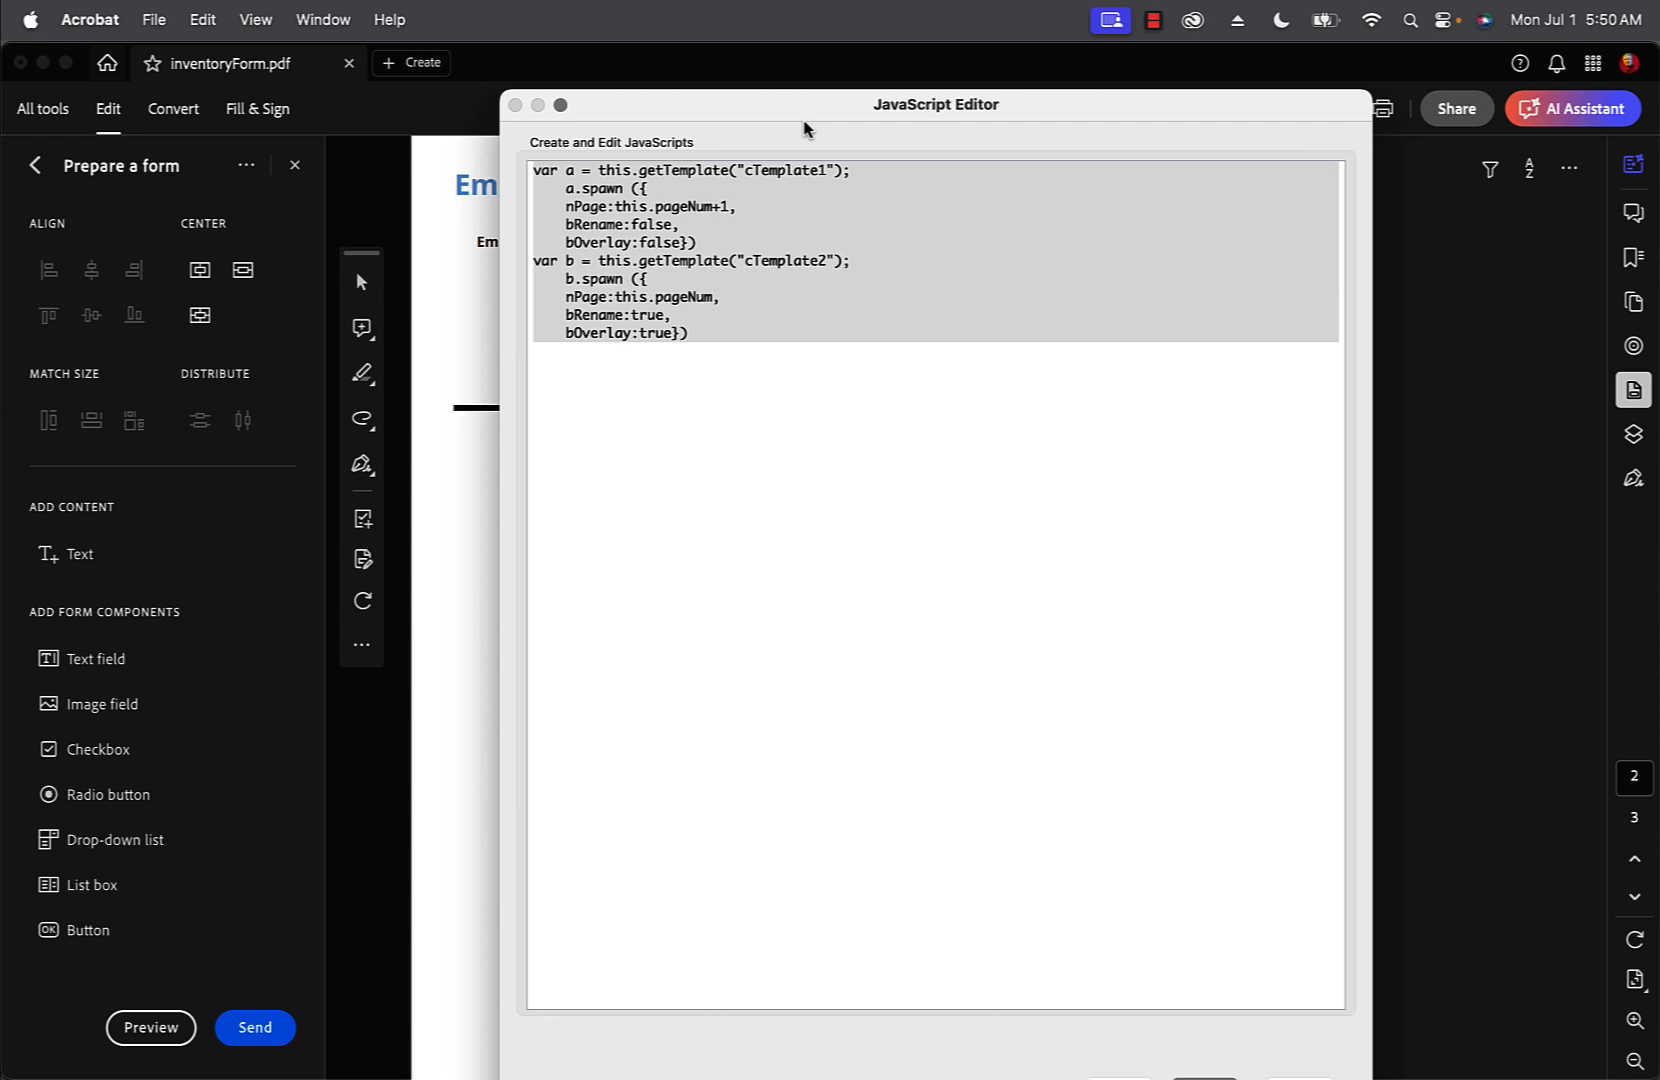 Acrobat File Edit View Window Help
Mon Jul 1 5:50 AM
inventoryForm.pdf
Create
All tools Edit Convert Fill & Sign
JavaScript Editor
Share
AI Assistant
Prepare a form
Create and Edit JavaScripts
var a = this.getTemplate("cTemplate1");
a.spawn ({
nPage:this.pageNum+1,
bRename:false,
bOverlay:false})
var b = this.getTemplate("cTemplate2");
b.spawn ({
nPage:this.pageNum,
bRename:true,
bOverlay:true})
Em
Em
ALIGN CENTER
MATCH SIZE DISTRIBUTE
ADD CONTENT
Text
ADD FORM COMPONENTS
Text field
Image field
Checkbox
Radio button
Drop-down list
List box
OK Button
Preview Send
A
Z
2
3